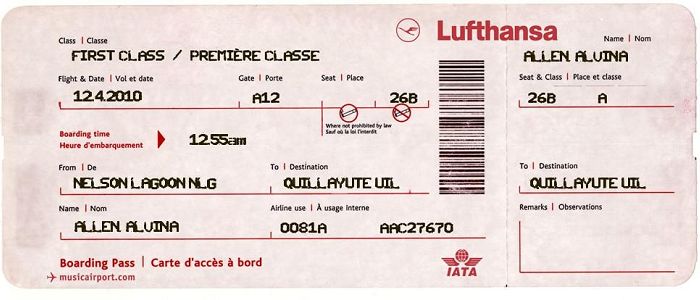 Lufthansa
Class | Classe
FIRST CLASS / PREMIÈRE CLASSE
Flight & Date | Vol et date
Gate | Porte
Seat | Place
12.4.2010
A12
26B
Where not prohibited by law
Sauf où la loi l'interdit
Boarding time
Heure d'embarquement
12.55am
From | De
To | Destination
NELSON LAGOON NLG
QUILLAYUTE UIL
Name | Nom
Airline use | À usage interne
ALLEN. ALVINA
0081A
AAC27670
Boarding Pass | Carte d'accès à bord
musicairport.com
IATA
Name | Nom
ALLEN. ALVINA
Seat & Class | Place et classe
26B
A
To | Destination
QUILLAYUTE UIL
Remarks | Observations